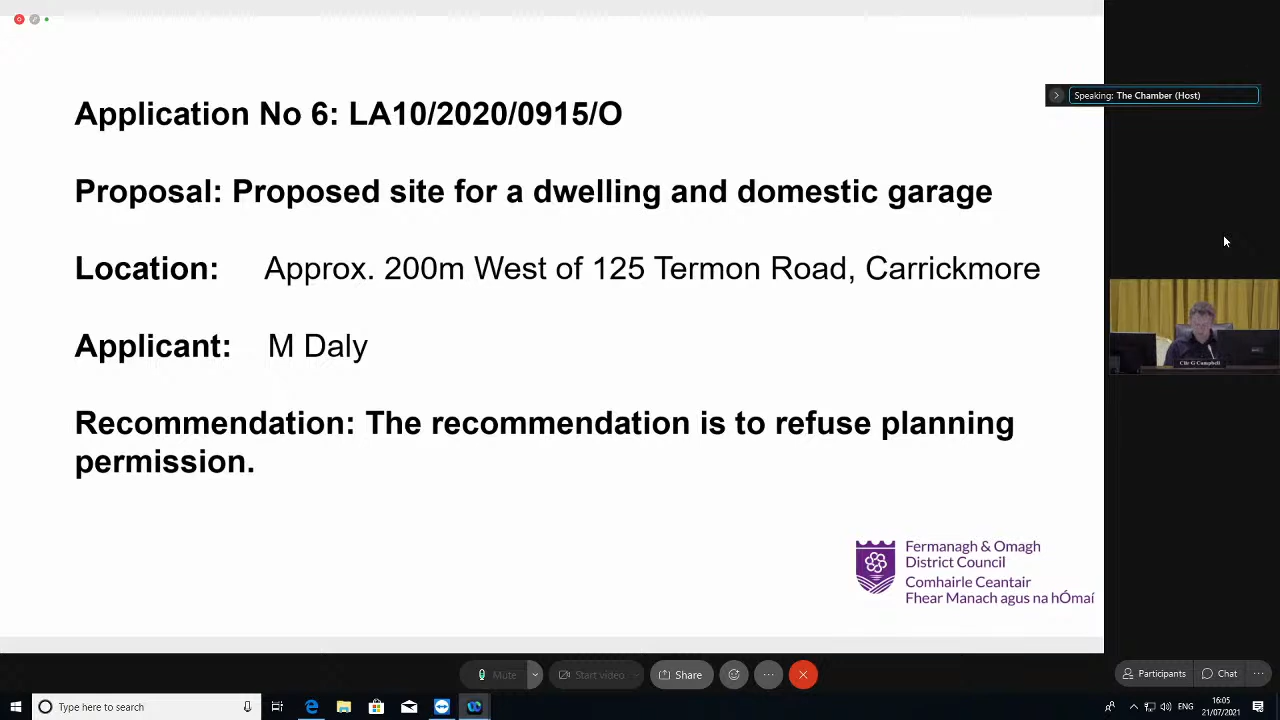 Application No 6: LA10/2020/0915/O
Speaking: The Chamber (Host)
Proposal: Proposed site for a dwelling and domestic garage
Location: Approx. 200m West of 125 Termon Road, Carrickmore
Applicant: M Daly
Cllr G Campbell
Recommendation: The recommendation is to refuse planning
permission.
Fermanagh & Omagh
District Council
Comhairle Ceantair
Fhear Manach agus na hÓmaí
Mute
Start video
Share
Participants
Chat
Type here to search
ENG
16:05
21/07/2021